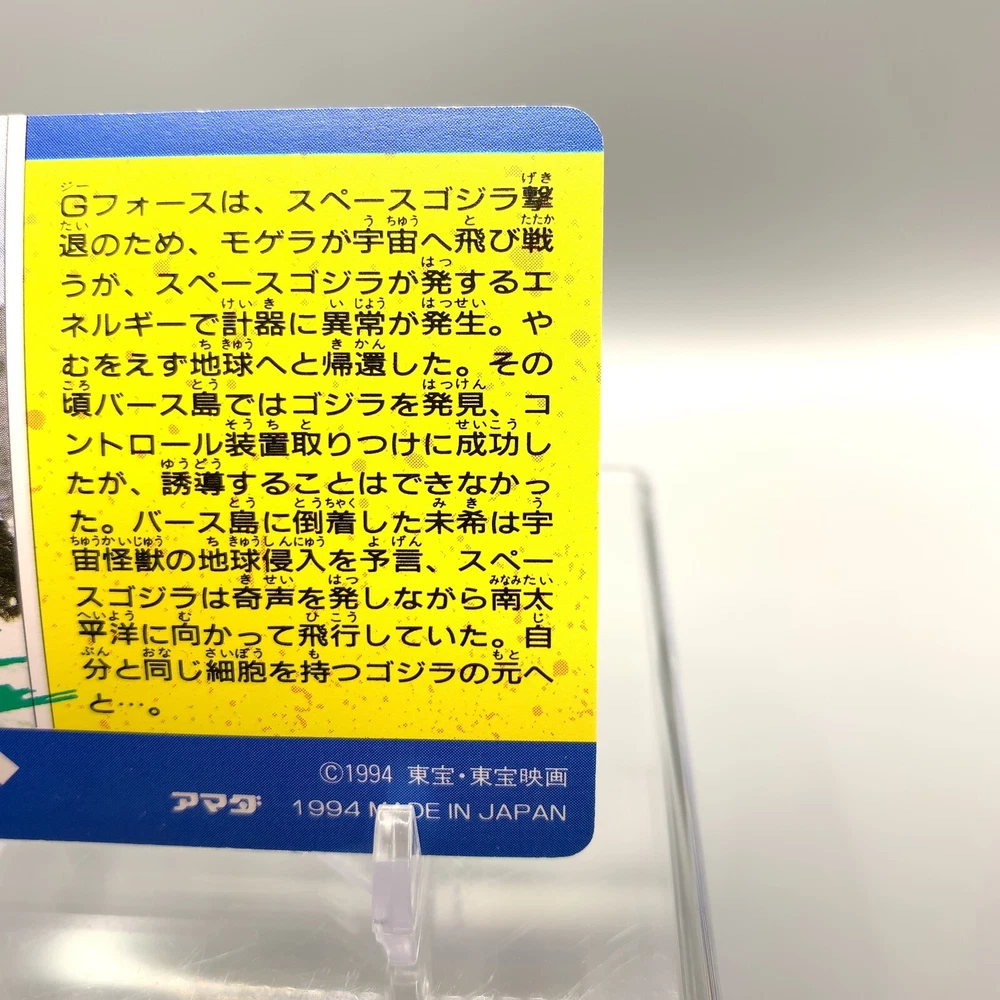 Gフォースは、スペースゴジラ撃
退のため、モゲラが宇宙へ飛び戦
うが、スペースゴジラが発するエ
ネルギーで計器に異常が発生。や
むをえず地球へと帰還した。その
頃バース島ではゴジラを発見、コ
ントロール装置取りつけに成功し
たが、誘導することはできなかっ
た。バース島に倒着した未希は宇
宙怪獣の地球侵入を予言、スペー
スゴジラは奇声を発しながら南太
平洋に向かって飛行していた。自
分と同じ細胞を持つゴジラの元へ
と…。
©1994 東宝・東宝映画
アマダ 1994 MADE IN JAPAN